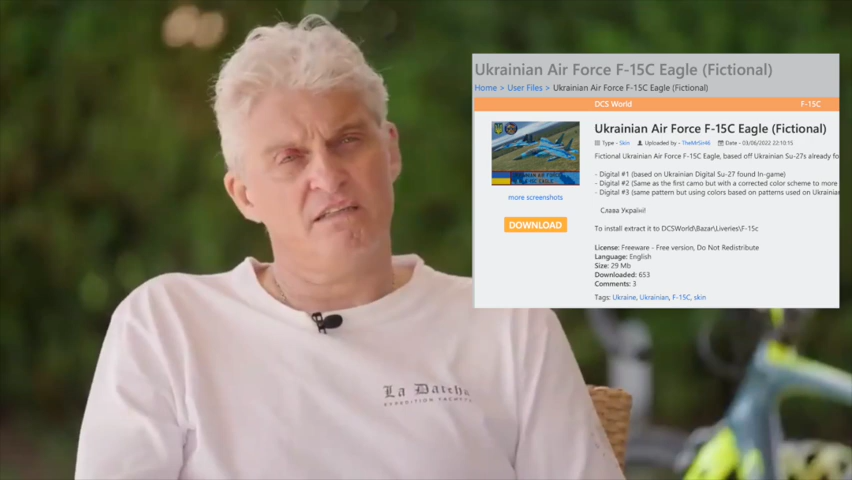 Ukrainian Air Force F-15C Eagle (Fictional)
Home > User Files > Ukrainian Air Force F-15C Eagle (Fictional)
DCS World F-15C
Ukrainian Air Force F-15C Eagle (Fictional)
Type - Skin Uploaded by - TheMrSir46 Date - 03/06/2022 22:10:15
Fictional Ukrainian Air Force F-15C Eagle, based off Ukrainian Su-27s already fo
- Digital #1 (based on Ukrainian Digital Su-27 found In-game)
- Digital #2 (Same as the first camo but with a corrected color scheme to more
- Digital #3 (same pattern but using colors based on patterns used on Ukrainian
more screenshots
Слава Україні!
DOWNLOAD
To install extract it to DCSWorld\Bazar\Liveries\F-15c
License: Freeware - Free version, Do Not Redistribute
Language: English
Size: 29 Mb
Downloaded: 653
Comments: 3
Tags: Ukraine, Ukrainian, F-15C, skin
La Datcha
EXPEDITION YACHTS